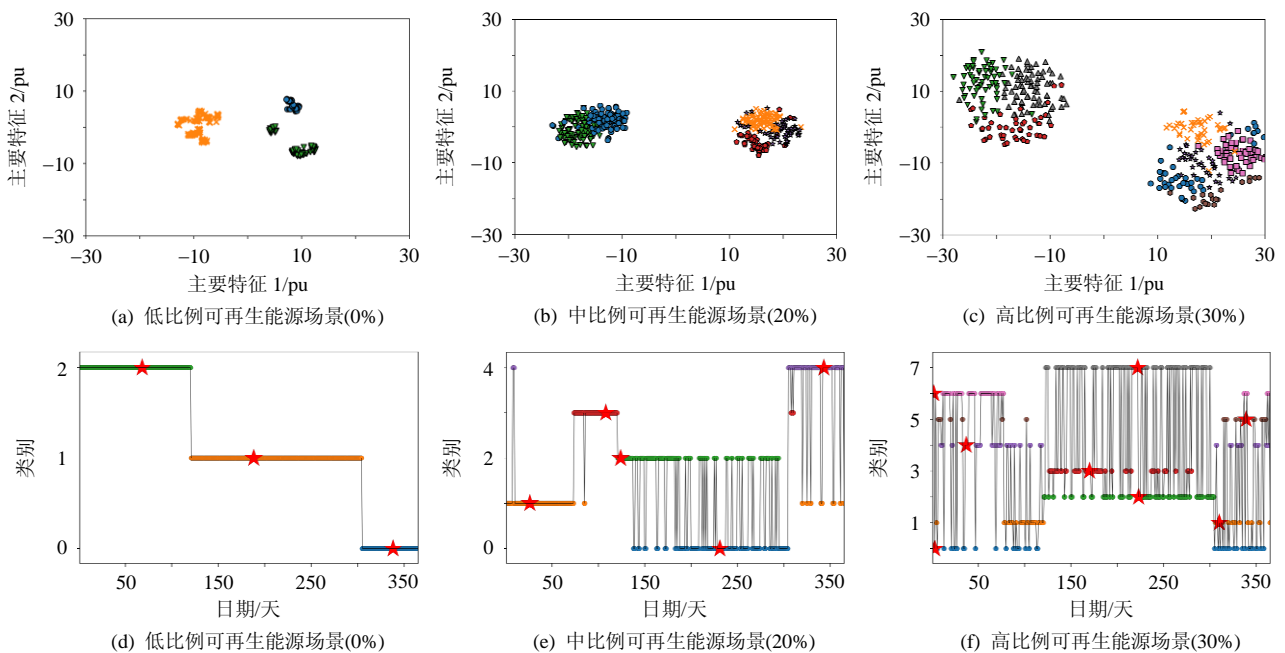 30
10
−10
−30
主要特征 2/pu
−30
−10
10
30
主要特征 1/pu
(a) 低比例可再生能源场景(0%)
30
10
−10
−30
主要特征 2/pu
−30
−10
10
30
主要特征 1/pu
(b) 中比例可再生能源场景(20%)
30
10
−10
−30
主要特征 2/pu
−30
−10
10
30
主要特征 1/pu
(c) 高比例可再生能源场景(30%)
2
1
0
类别
50
150
250
350
日期/天
(d) 低比例可再生能源场景(0%)
4
2
0
类别
50
150
250
350
日期/天
(e) 中比例可再生能源场景(20%)
7
5
3
1
类别
50
150
250
350
日期/天
(f) 高比例可再生能源场景(30%)